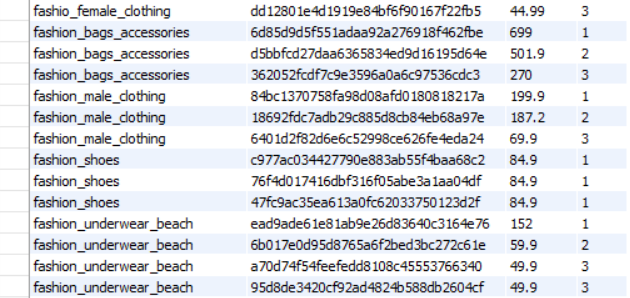 fashio_female_clothing dd12801e4d1919e84bf6f90167f22fb5 44.99 3
fashion_bags_accessories 6d85d9d5f551adaa92a276918f462fbe 699 1
fashion_bags_accessories d5bbfcd27daa6365834ed9d16195d64e 501.9 2
fashion_bags_accessories 362052fcdf7c9e3596a0a6c97536cdc3 270 3
fashion_male_clothing 84bc1370758fa98d08afd0180818217a 199.9 1
fashion_male_clothing 18692fdc7adb29c885d8cb84eb68a97e 187.2 2
fashion_male_clothing 6401d2f82d6e6c52998ce626fe4eda24 69.9 3
fashion_shoes c977ac034427790e883ab55f4baa68c2 84.9 1
fashion_shoes 76f4d017416dbf316f05abe3a1aa04df 84.9 1
fashion_shoes 47fc9ac35ea613a0fc62033750123d2f 84.9 1
fashion_underwear_beach ead9ade61e81ab9e26d83640c3164e76 152 1
fashion_underwear_beach 6b017e0d95d8765a6f2bed3bc272c61e 59.9 2
fashion_underwear_beach a70d74f54feefedd8108c45553766340 49.9 3
fashion_underwear_beach 95d8de3420cf92ad4824b588db2604cf 49.9 3